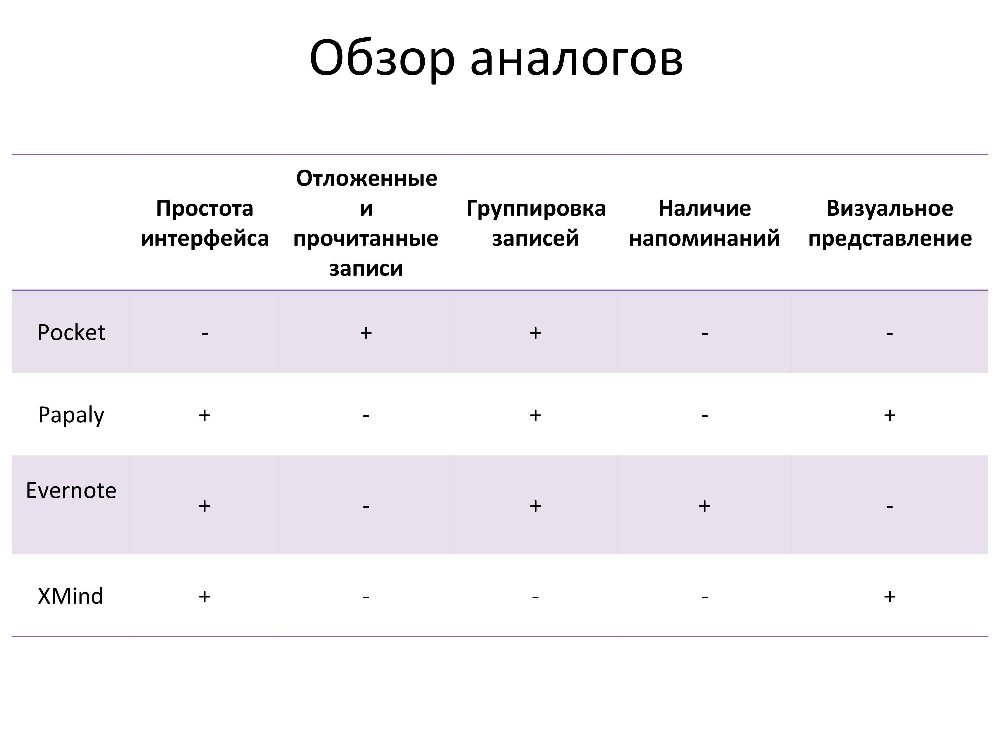 Обзор аналогов
Простота интерфейса
Отложенные и прочитанные записи
Группировка записей
Наличие напоминаний
Визуальное представление
Pocket - + + - -
Papaly + - + - +
Evernote + - + + -
XMind + - - - +